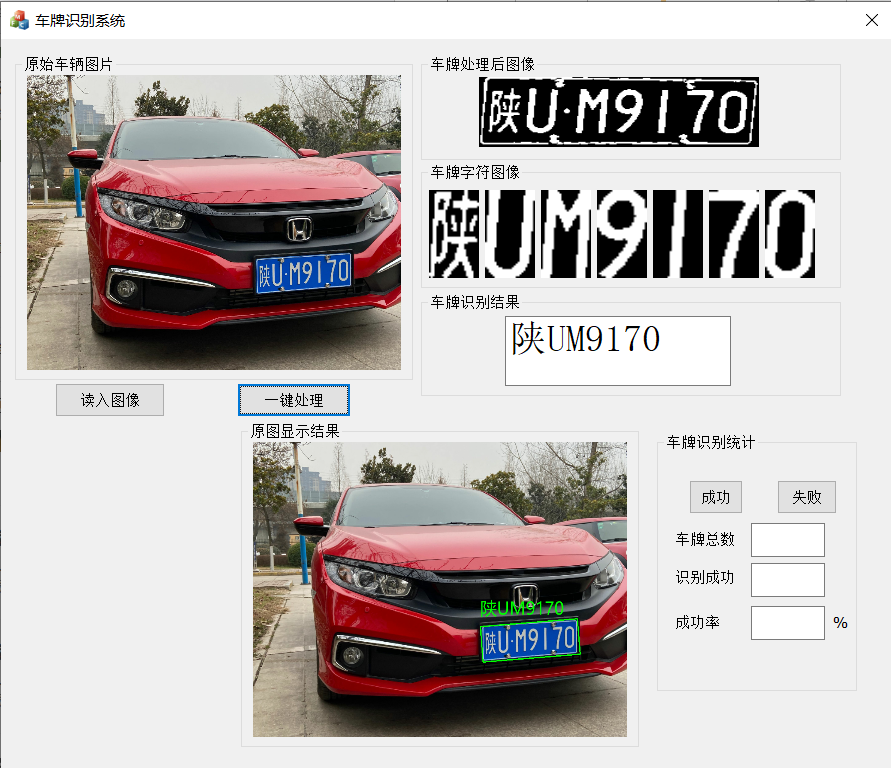 车牌识别系统
原始车辆图片
陕U·M9170
车牌处理后图像
陕U·M9170
车牌字符图像
陕UM9170
车牌识别结果
陕UM9170
读入图像
一键处理
原图显示结果
陕UM9170
陕U·M9170
车牌识别统计
成功
失败
车牌总数
识别成功
成功率
%